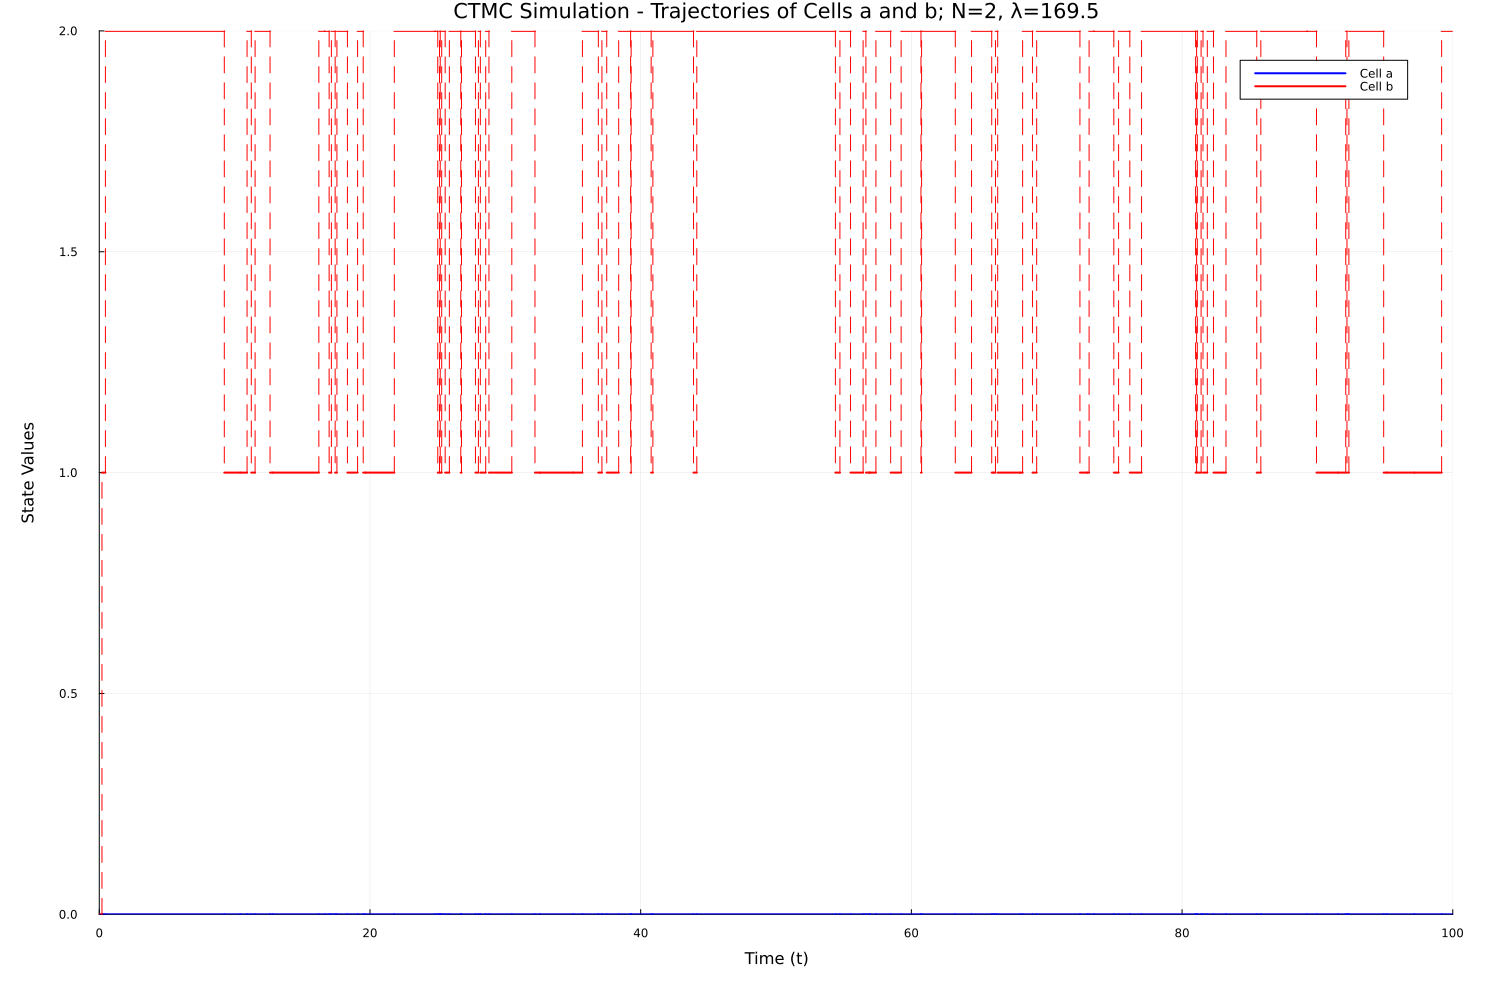 CTMC Simulation - Trajectories of Cells a and b; N=2, λ=169.5
2.0
Cell a
Cell b
1.5
1.0
State Values
0.5
0.0
0 20 40 60 80 100
Time (t)